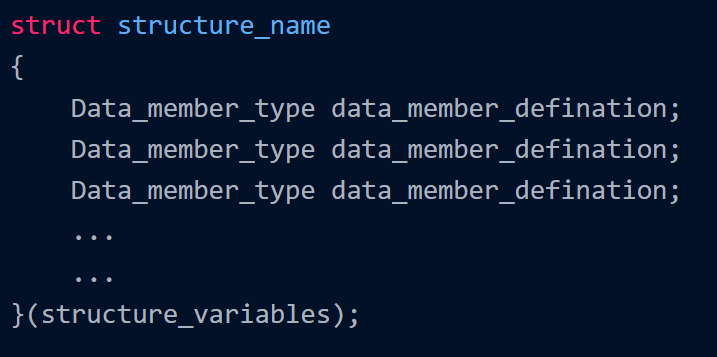 struct structure_name
{
    Data_member_type data_member_defination;
    Data_member_type data_member_defination;
    Data_member_type data_member_defination;
    ...
    ...
}(structure_variables);